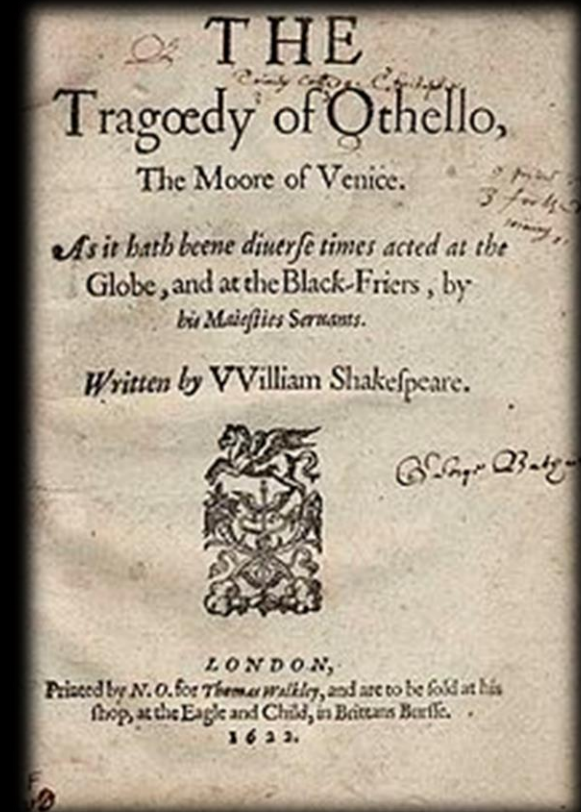 THE
Tragœdy of Othello,
The Moore of Venice.
As it hath beene diuerſe times acted at the
Globe, and at the Black-Friers, by
his Maieſties Seruants.
Written by VVilliam Shakeſpeare.
LONDON,
Printed by N. O. for Thomas Walkley, and are to be ſold at his
ſhop, at the Eagle and Child, in Brittans Burſſe.
1622.